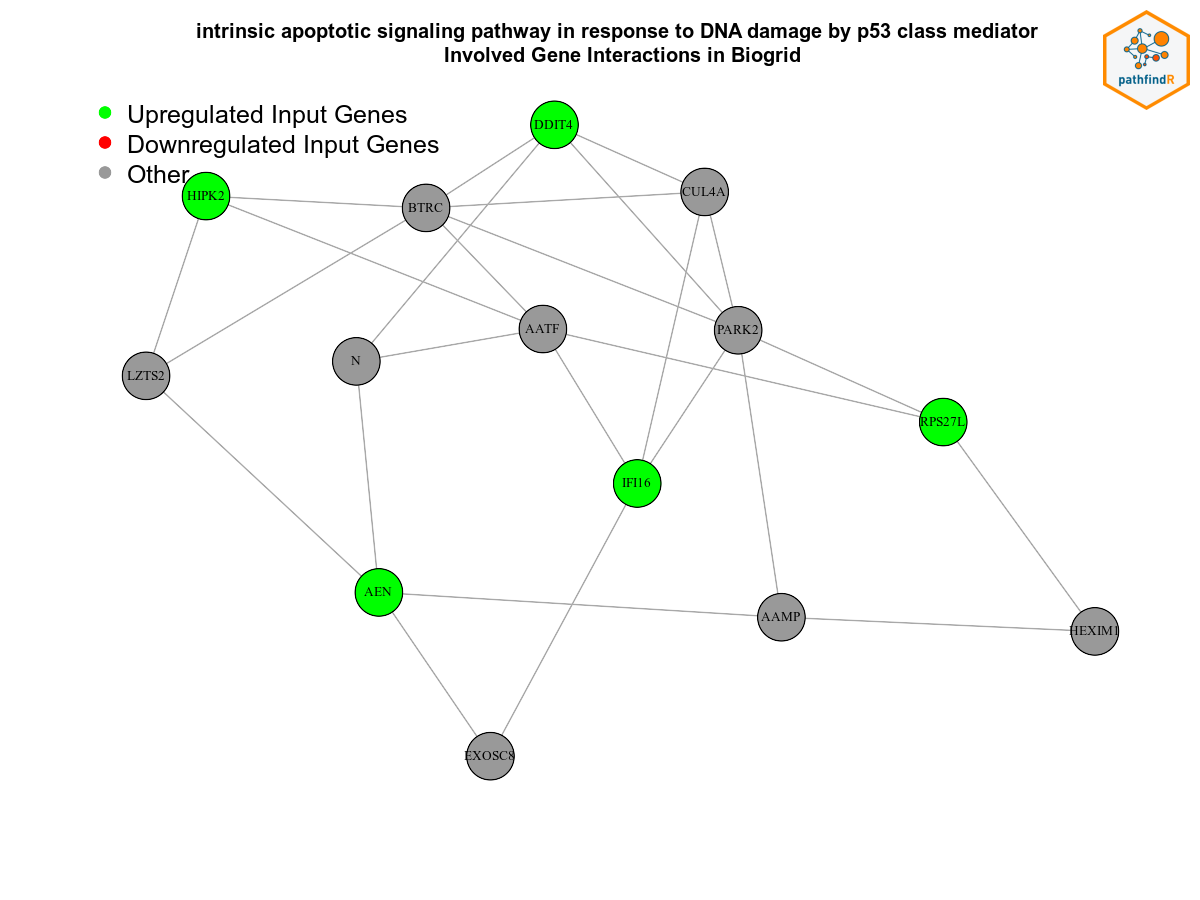 intrinsic apoptotic signaling pathway in response to DNA damage by p53 class mediator
Involved Gene Interactions in Biogrid
pathfindR
Upregulated Input Genes
Downregulated Input Genes
Other
DDIT4
HIPK2
BTRC
CUL4A
AATF
PARK2
N
LZTS2
RPS27L
IFI16
AEN
AAMP
HEXIM1
EXOSC8